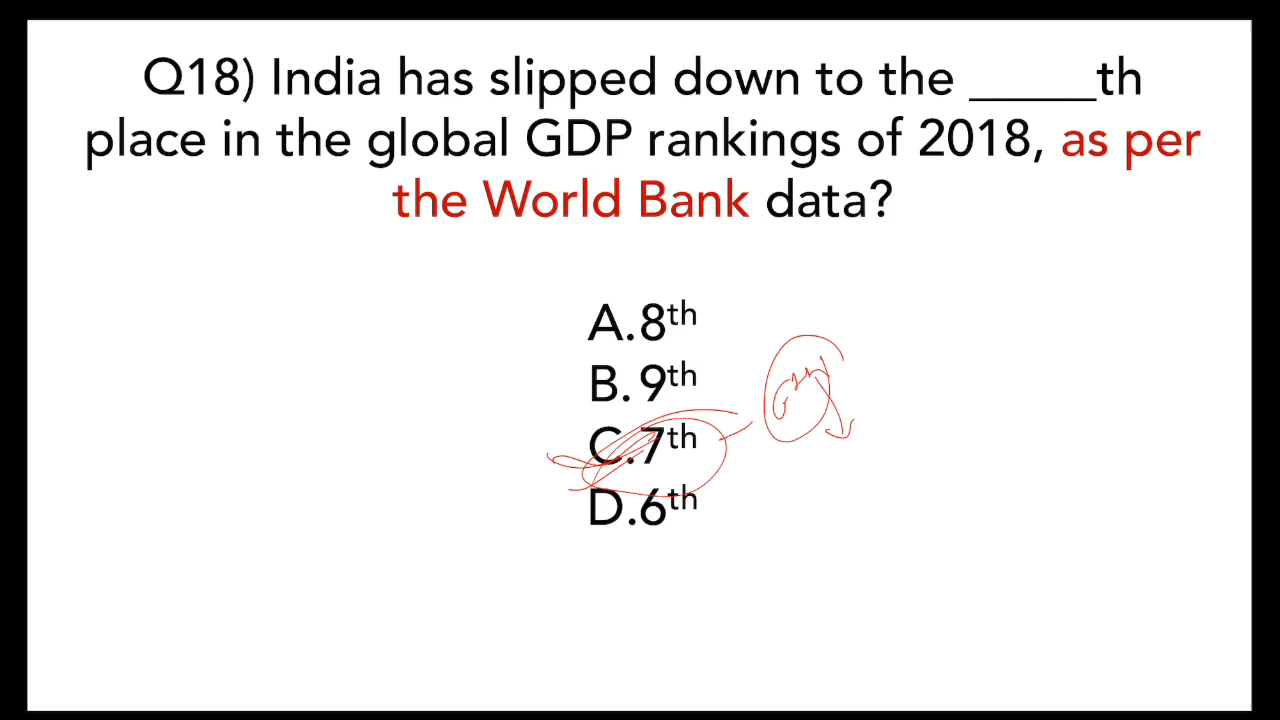 Q18) India has slipped down to the _____th
place in the global GDP rankings of 2018, as per
the World Bank data?
A. 8th
B. 9th
C. 7th
D. 6th